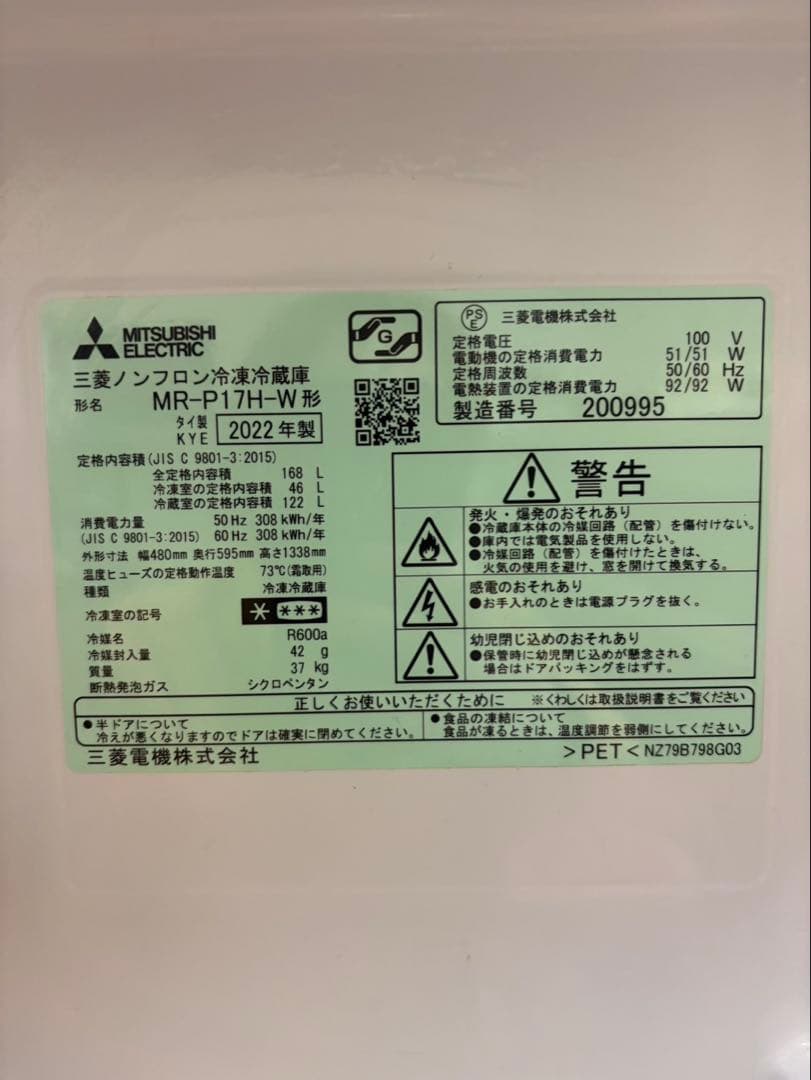 MITSUBISHI
ELECTRIC
G
三菱ノンフロン冷凍冷蔵庫
形名 MR-P17H-W形
タイ製
KYE 2022年製
定格内容積(JIS C 9801-3:2015)
全定格内容積 168 L
冷凍室の定格内容積 46 L
冷蔵室の定格内容積 122 L
消費電力量 50Hz 308kWh/年
(JIS C 9801-3:2015) 60Hz 308kWh/年
外形寸法 幅480mm 奥行595mm 高さ1338mm
温度ヒューズの定格動作温度 73℃(霜取用)
種類 冷凍冷蔵庫
冷凍室の記号 * ***
冷媒名 R600a
冷媒封入量 42 g
質量 37 kg
断熱発泡ガス シクロペンタン
PSE 三菱電機株式会社
定格電圧 100 V
電動機の定格消費電力 51/51 W
定格周波数 50/60 Hz
電熱装置の定格消費電力 92/92 W
製造番号 200995
警告
発火・爆発のおそれあり
●冷蔵庫本体の冷媒回路(配管)を傷付けない。
●庫内では電気製品を使用しない。
●冷媒回路(配管)を傷付けたときは、
火気の使用を避け、窓を開けて換気する。
感電のおそれあり
●お手入れのときは電源プラグを抜く。
幼児閉じ込めのおそれあり
●保管時に幼児閉じ込めが懸念される
場合はドアパッキングをはずす。
正しくお使いいただくために ※くわしくは取扱説明書をご覧ください
●半ドアについて
冷えが悪くなりますのでドアは確実に閉めてください。
●食品の凍結について
食品が凍るときは、温度調節を弱側にしてください。
三菱電機株式会社
>PET< NZ79B798G03